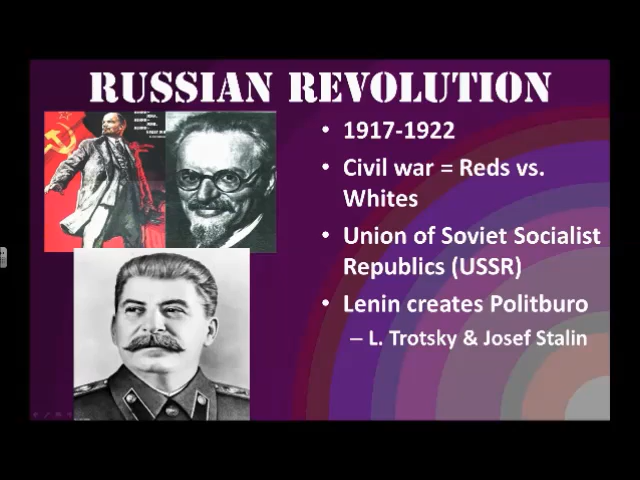 RUSSIAN REVOLUTION
• 1917-1922
• Civil war = Reds vs.
Whites
• Union of Soviet Socialist
Republics (USSR)
• Lenin creates Politburo
– L. Trotsky & Josef Stalin